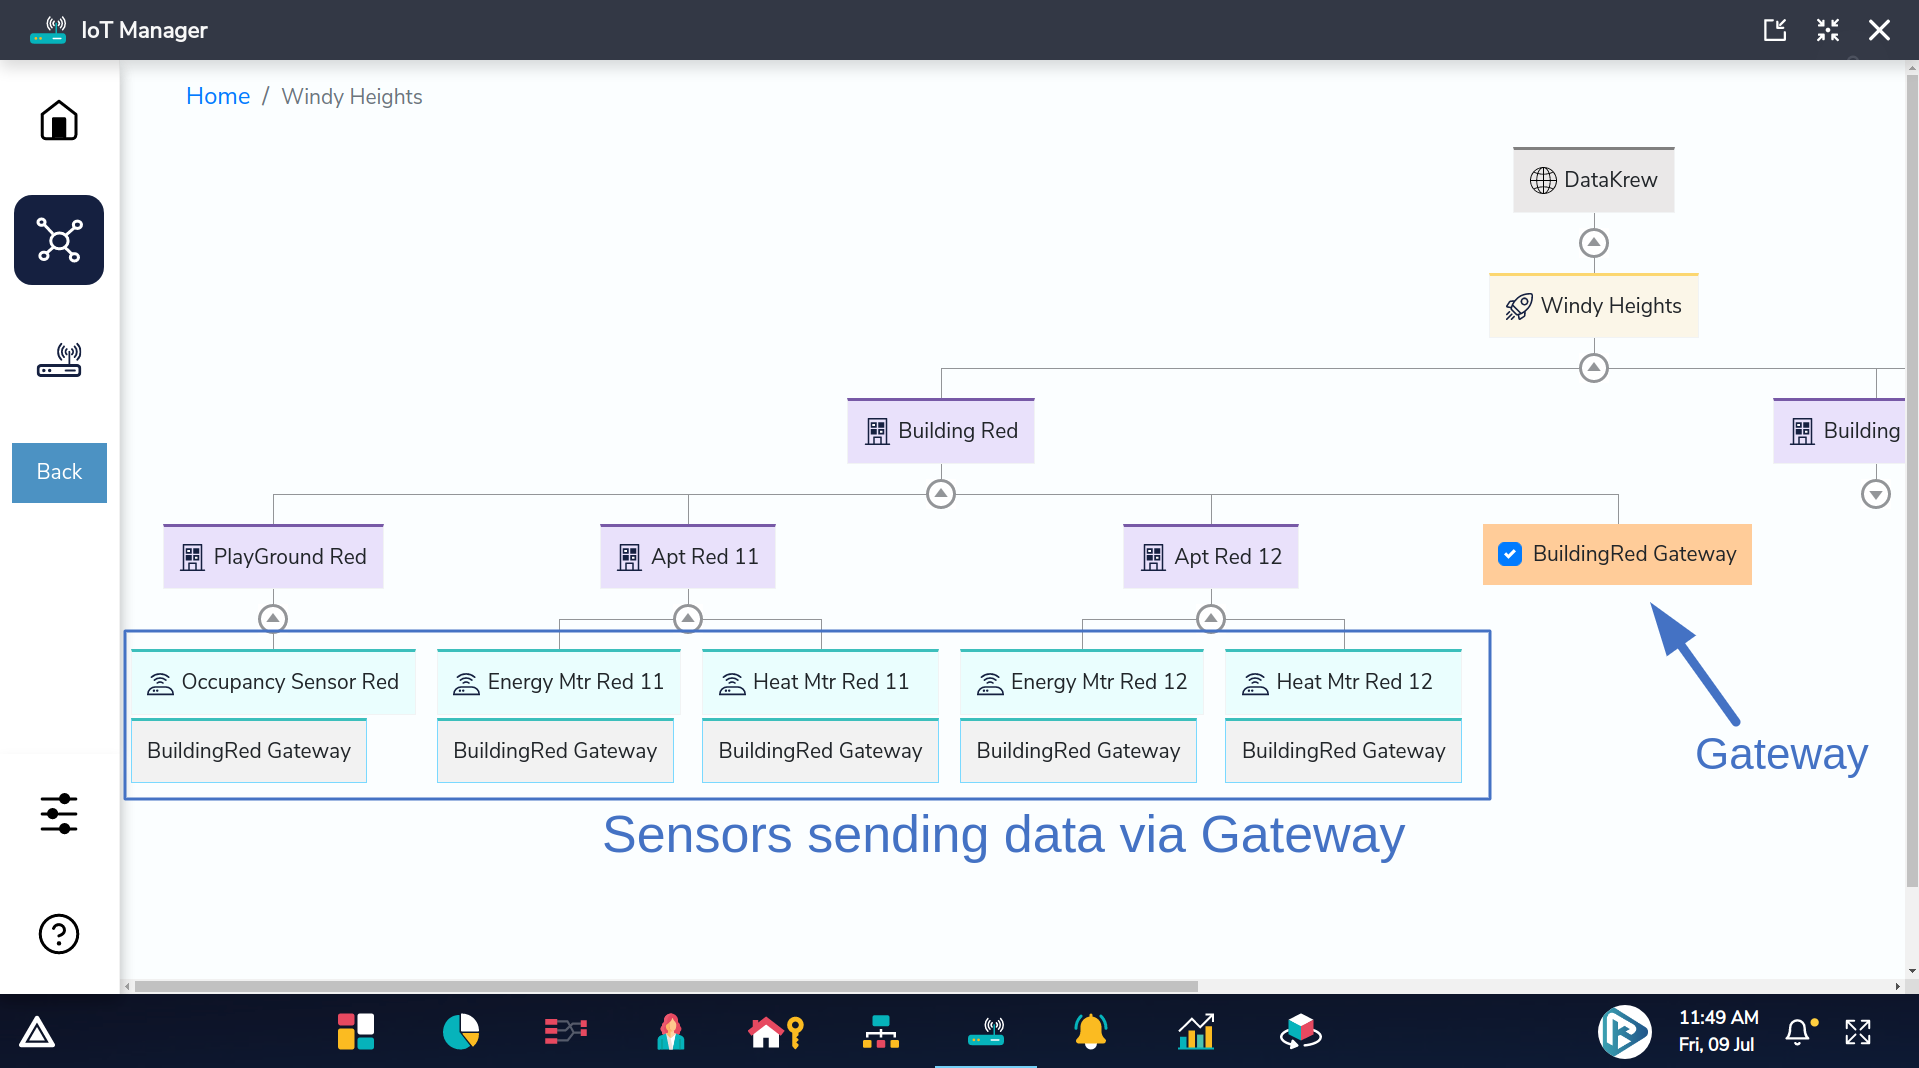 IoT Manager
Home / Windy Heights
DataKrew
Windy Heights
Building Red
Building
Back
PlayGround Red
Apt Red 11
Apt Red 12
BuildingRed Gateway
Occupancy Sensor Red
Energy Mtr Red 11
Heat Mtr Red 11
Energy Mtr Red 12
Heat Mtr Red 12
BuildingRed Gateway
BuildingRed Gateway
BuildingRed Gateway
BuildingRed Gateway
BuildingRed Gateway
Gateway
Sensors sending data via Gateway
11:49 AM
Fri, 09 Jul